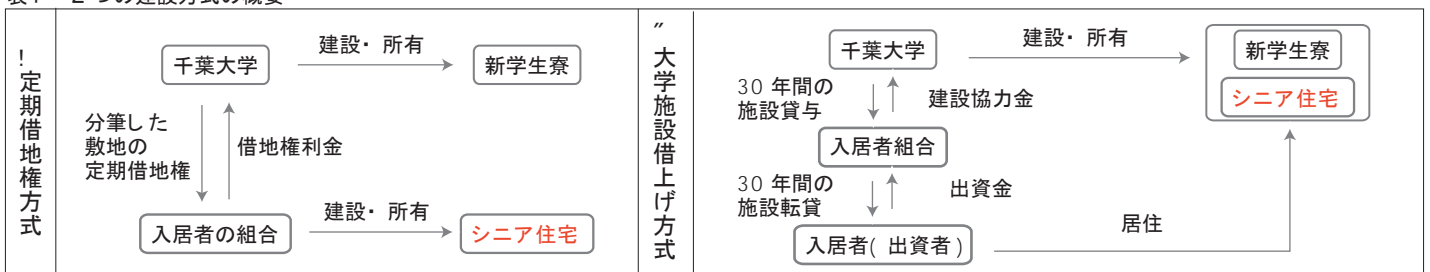 表1　2つの建設方式の概要
!定期借地権方式
千葉大学
建設・所有
新学生寮
分筆した
敷地の
定期借地権
借地権利金
入居者の組合
建設・所有
シニア住宅
〃大学施設借上げ方式
千葉大学
建設・所有
新学生寮
シニア住宅
30年間の
施設貸与
建設協力金
入居者組合
30年間の
施設転貸
出資金
入居者(出資者)
居住